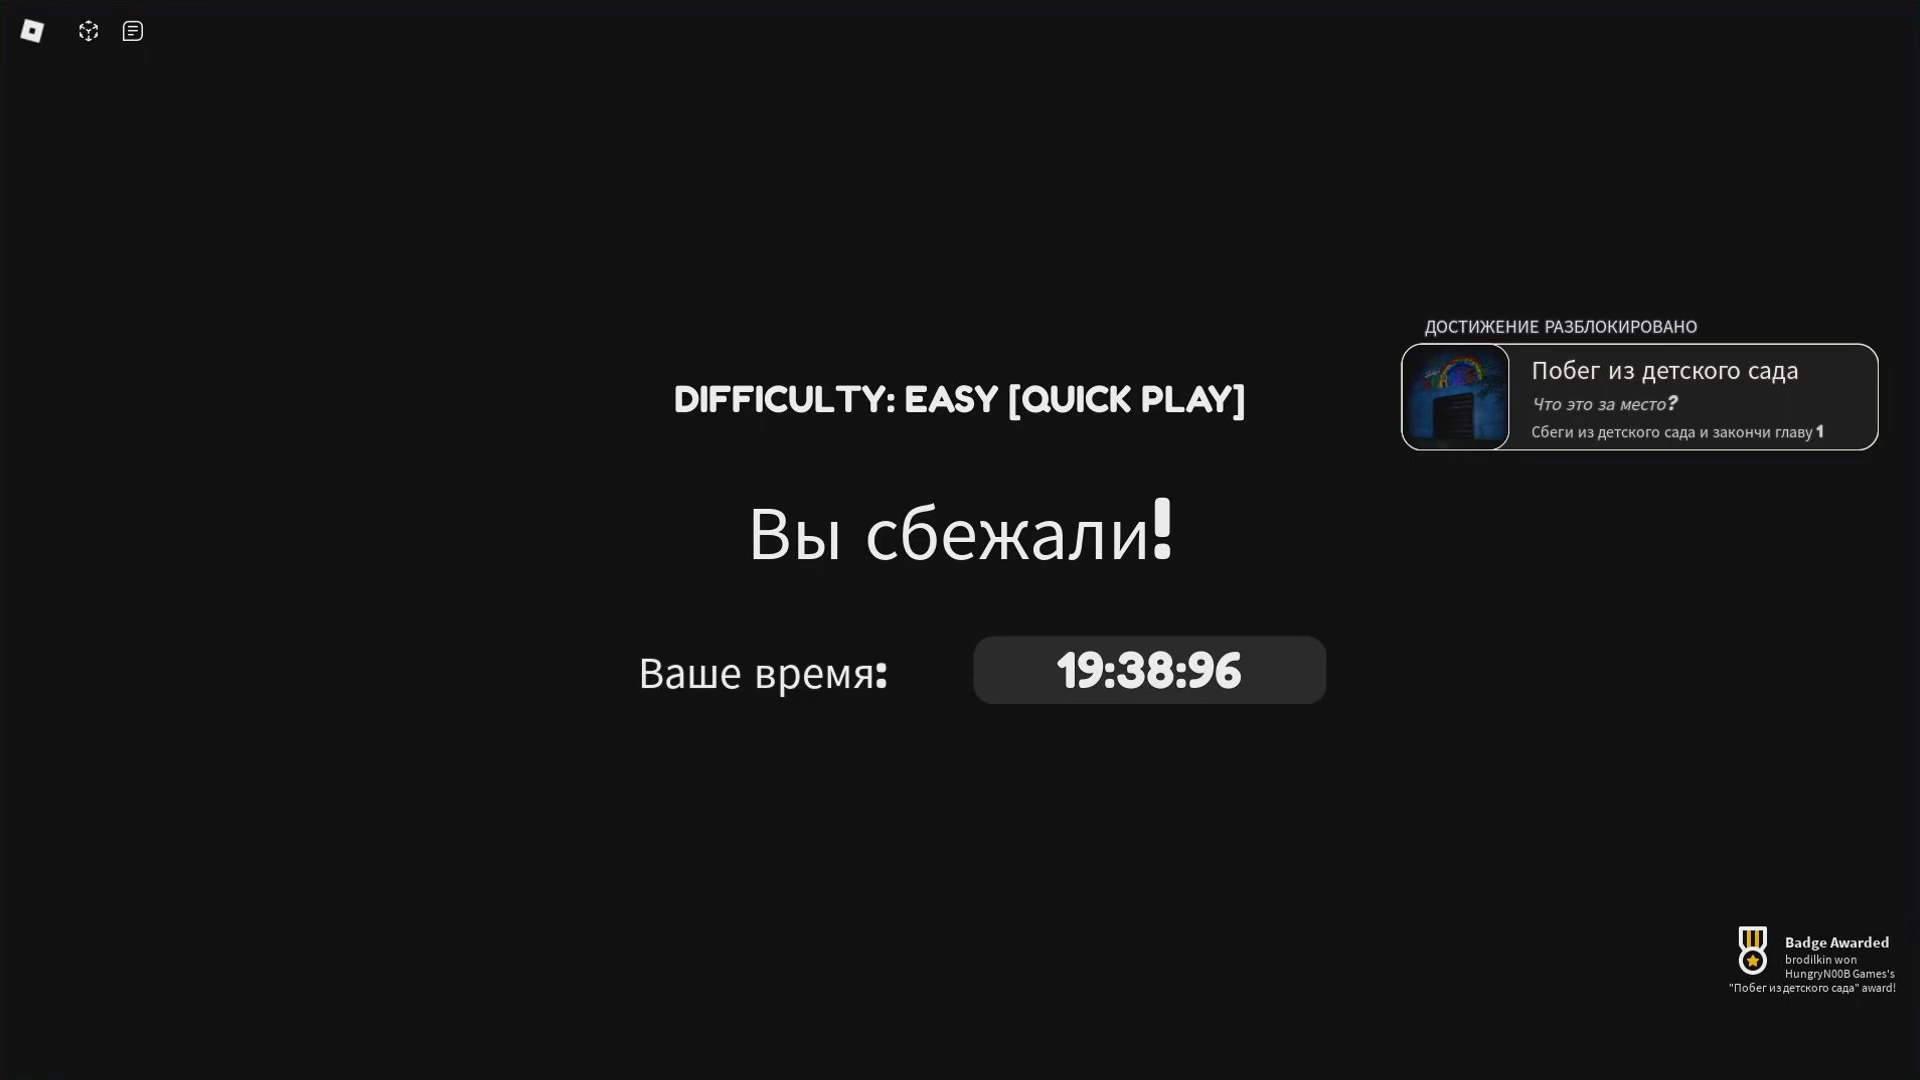 ДОСТИЖЕНИЕ РАЗБЛОКИРОВАНО
Побег из детского сада
Что это за место?
Сбеги из детского сада и закончи главу 1
DIFFICULTY: EASY [QUICK PLAY]
Вы сбежали!
Ваше время: 19:38:96
Badge Awarded
brodilkin won
HungryN00B Games's
"Побег из детского сада" award!